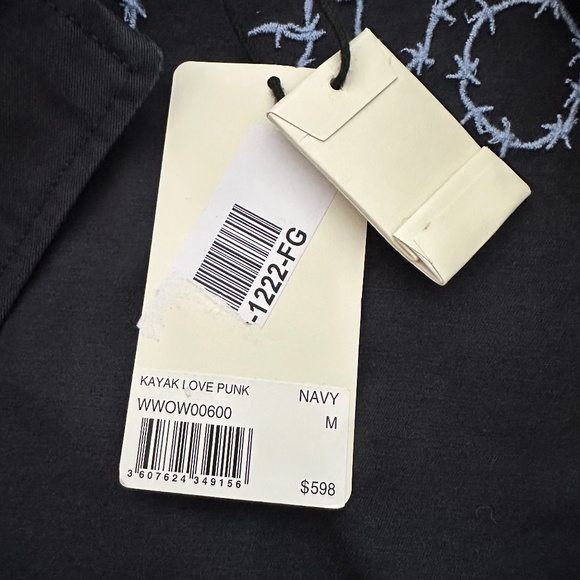 -1222-FG
KAYAK LOVE PUNK
NAVY
WWOW00600
M
3 607624 349156
$598